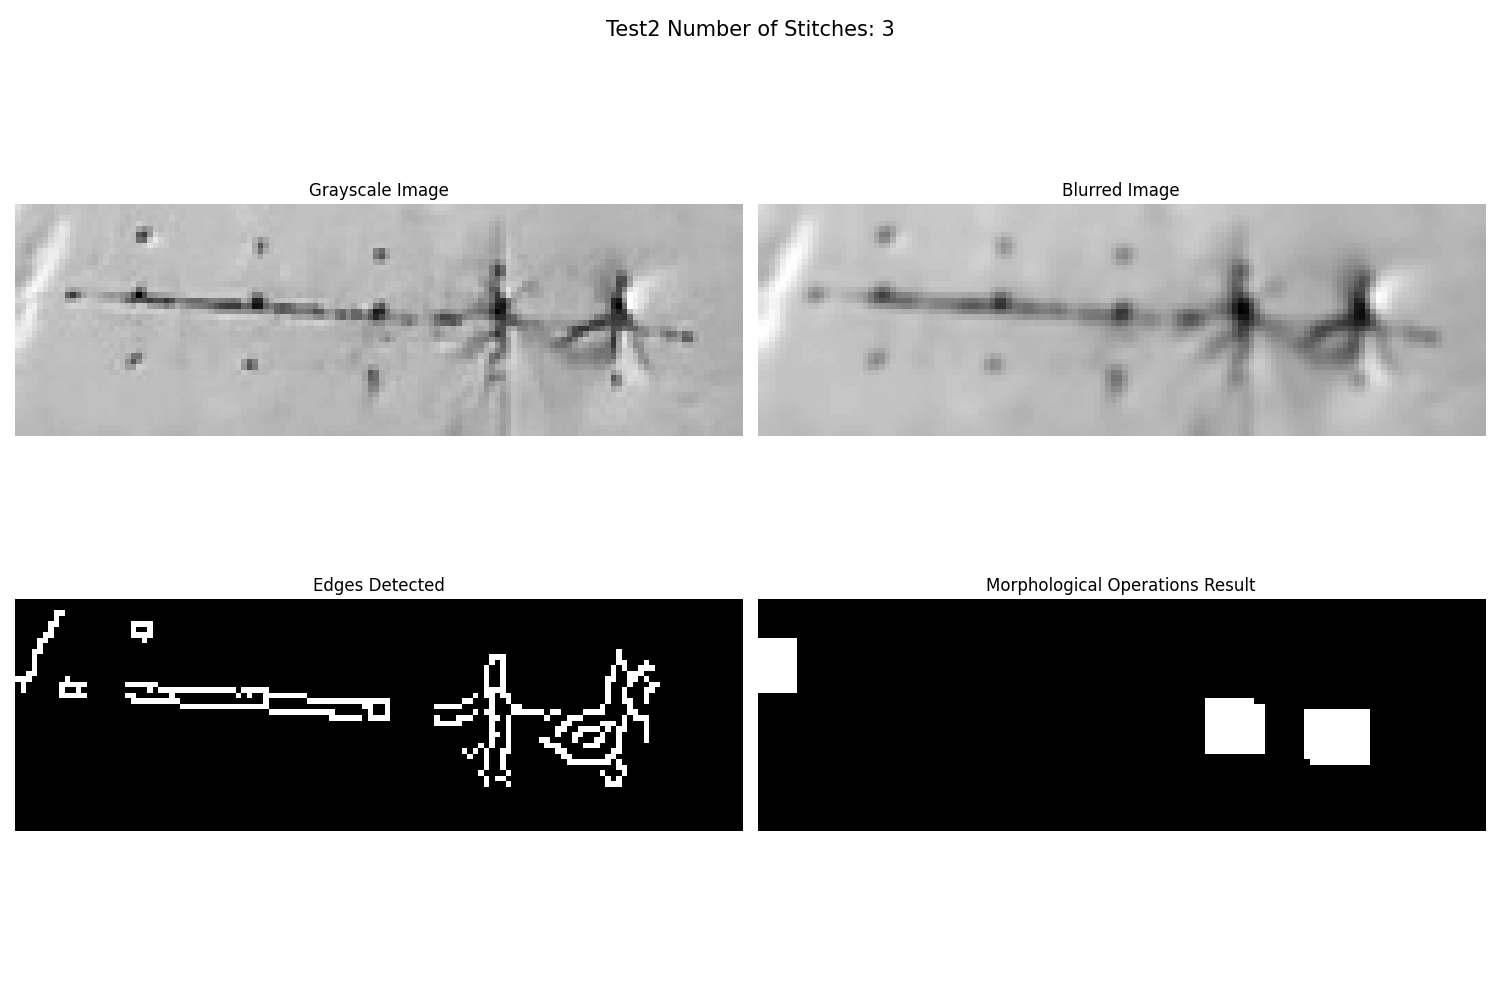 Test2 Number of Stitches: 3
Grayscale Image
Blurred Image
Edges Detected
Morphological Operations Result